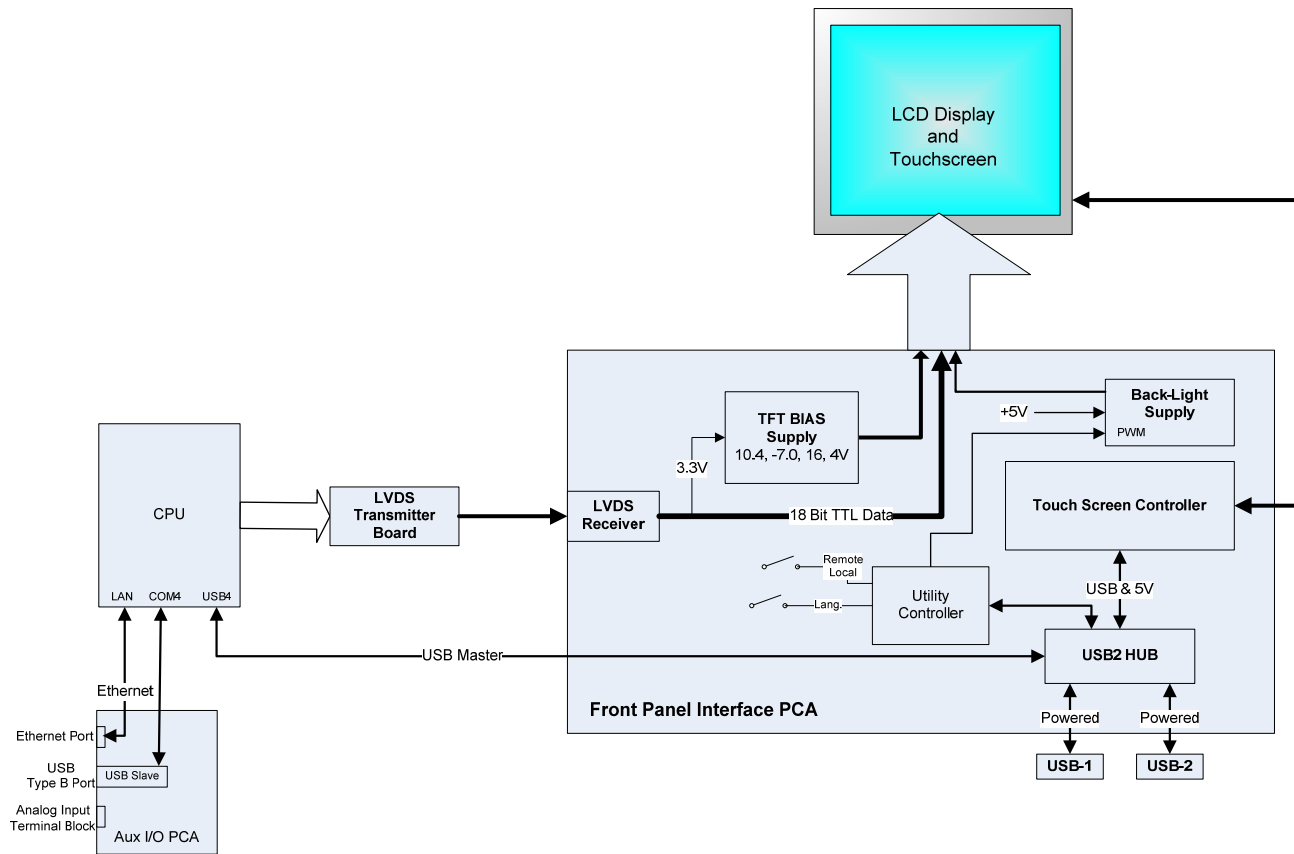 LCD Display
and
Touchscreen
Back-Light
Supply
+5V
PWM
TFT BIAS
Supply
10.4, -7.0, 16, 4V
3.3V
CPU
LAN
COM4
USB4
LVDS
Transmitter
Board
LVDS
Receiver
18 Bit TTL Data
Touch Screen Controller
Remote
Local
Lang.
Utility
Controller
USB & 5V
USB2 HUB
USB Master
Ethernet
Front Panel Interface PCA
Powered
Powered
USB-1
USB-2
Ethernet Port
USB
Type B Port
USB Slave
Analog Input
Terminal Block
Aux I/O PCA